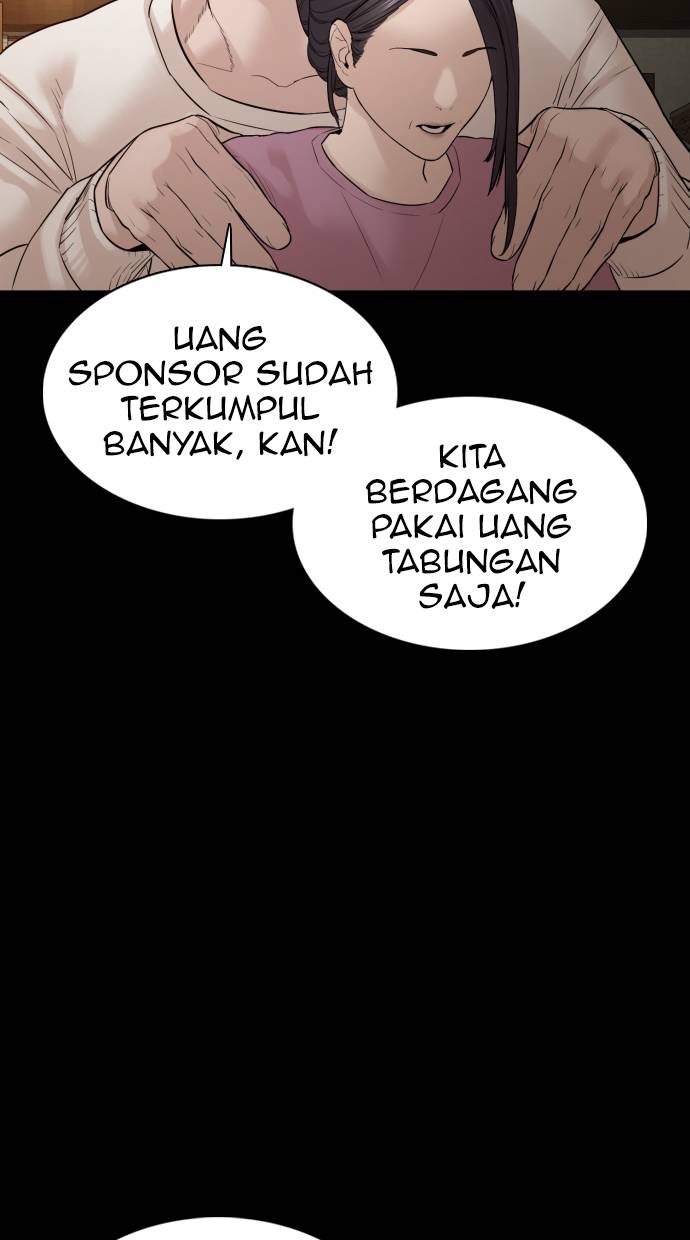 UANG
SPONSOR SUDAH
TERKUMPUL
BANYAK, KAN!
KITA
BERDAGANG
PAKAI UANG
TABUNGAN
SAJA!